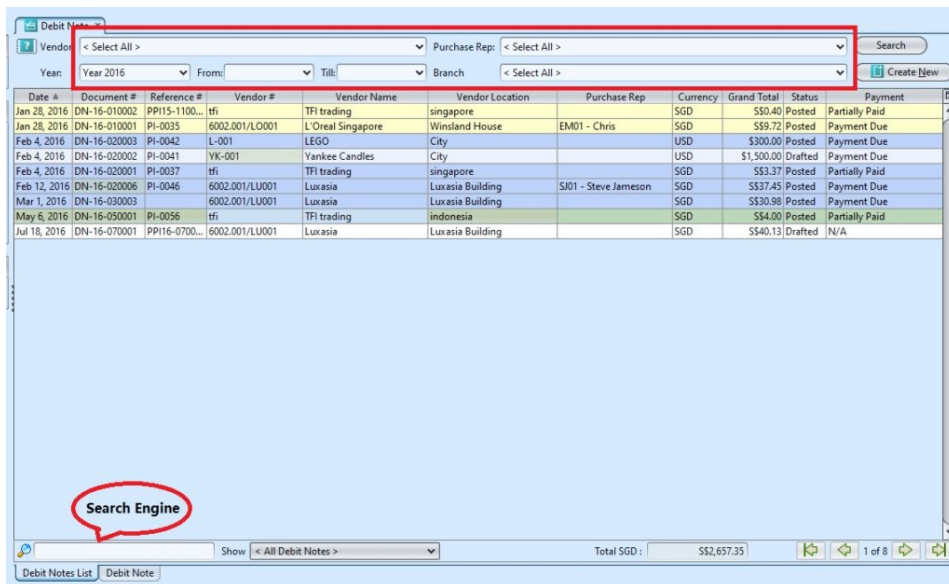 Debit Note
Vendor < Select All > Purchase Rep: < Select All > Search
Year: Year 2016 From: Till: Branch < Select All > Create New
Date Document # Reference # Vendor # Vendor Name Vendor Location Purchase Rep Currency Grand Total Status Payment
Jan 28, 2016 DN-16-010002 PPI15-1100... tfi TFI trading singapore SGD S$0.40 Posted Partially Paid
Jan 28, 2016 DN-16-010001 PI-0035 6002.001/LO001 L'Oreal Singapore Winsland House EM01 - Chris SGD S$9.72 Posted Payment Due
Feb 4, 2016 DN-16-020003 PI-0042 L-001 LEGO City USD $300.00 Posted Payment Due
Feb 4, 2016 DN-16-020002 PI-0041 YK-001 Yankee Candles City USD $1,500.00 Drafted Payment Due
Feb 4, 2016 DN-16-020001 PI-0037 tfi TFI trading singapore SGD S$3.37 Posted Partially Paid
Feb 12, 2016 DN-16-020006 PI-0046 6002.001/LU001 Luxasia Luxasia Building SJ01 - Steve Jameson SGD S$37.45 Posted Payment Due
Mar 1, 2016 DN-16-030003 6002.001/LU001 Luxasia Luxasia Building SGD S$30.98 Posted Payment Due
May 6, 2016 DN-16-050001 PI-0056 tfi TFI trading indonesia SGD S$4.00 Posted Partially Paid
Jul 18, 2016 DN-16-070001 PPI16-0700... 6002.001/LU001 Luxasia Luxasia Building SGD S$40.13 Drafted N/A
Search Engine
Show < All Debit Notes > Total SGD : S$2,657.35 1 of 8
Debit Notes List Debit Note